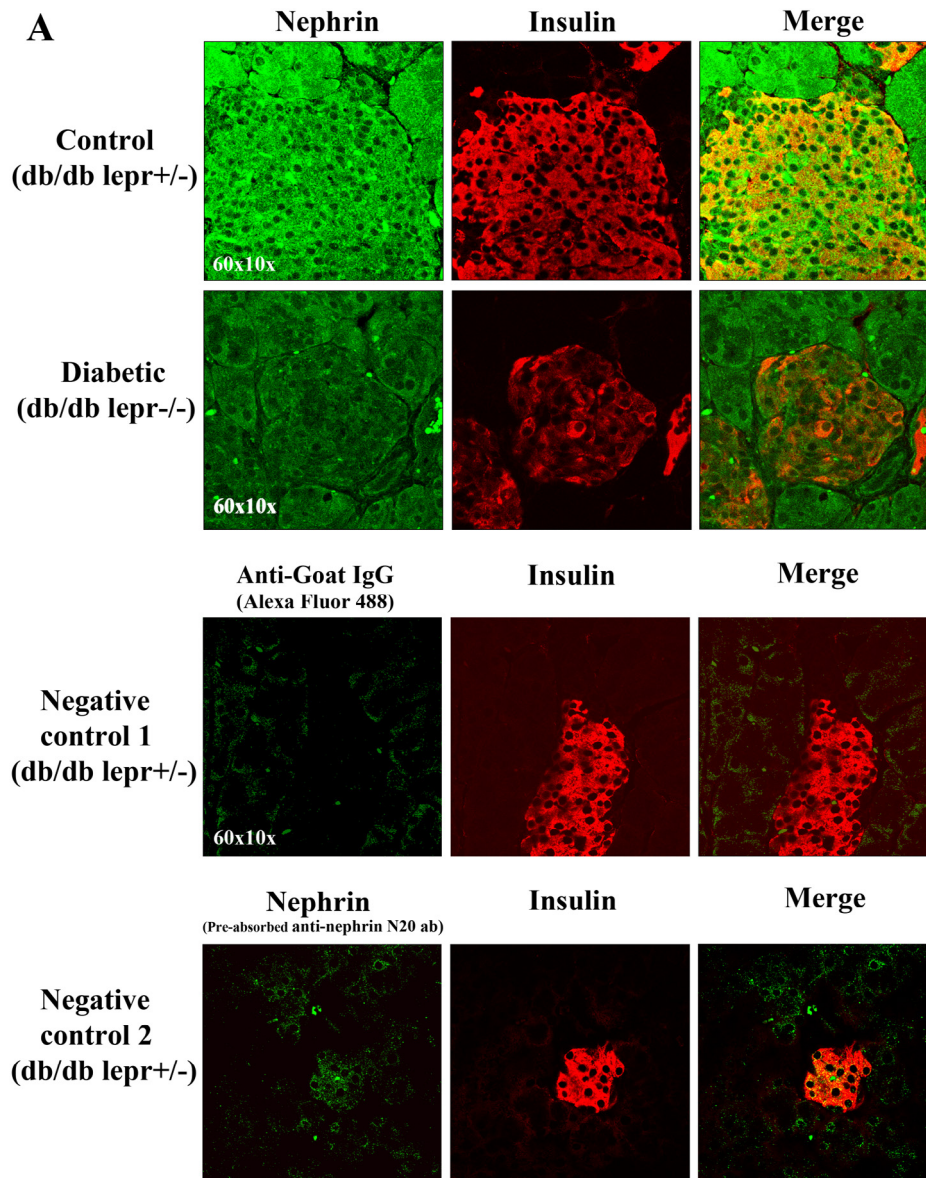 A
Nephrin
Insulin
Merge
Control
(db/db lepr+/-)
60x10x
Diabetic
(db/db lepr-/-)
60x10x
Anti-Goat IgG
(Alexa Fluor 488)
Insulin
Merge
Negative
control 1
(db/db lepr+/-)
60x10x
Nephrin
(Pre-absorbed anti-nephrin N20 ab)
Insulin
Merge
Negative
control 2
(db/db lepr+/-)